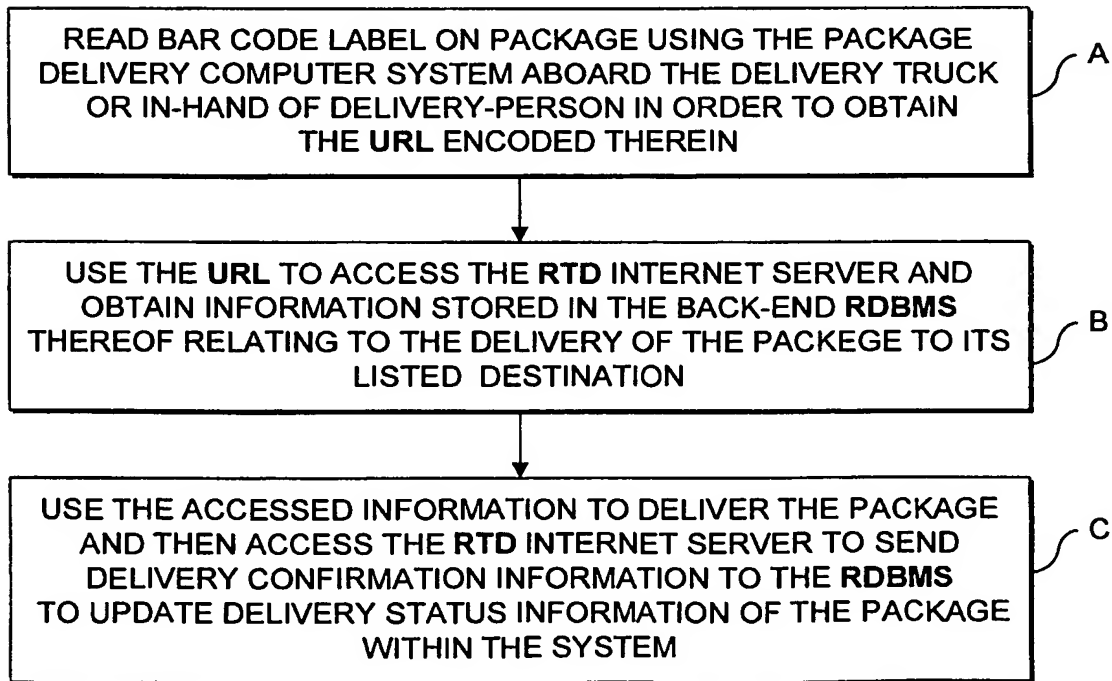 READ BAR CODE LABEL ON PACKAGE USING THE PACKAGE
DELIVERY COMPUTER SYSTEM ABOARD THE DELIVERY TRUCK
OR IN-HAND OF DELIVERY-PERSON IN ORDER TO OBTAIN
THE URL ENCODED THEREIN
A
USE THE URL TO ACCESS THE RTD INTERNET SERVER AND
OBTAIN INFORMATION STORED IN THE BACK-END RDBMS
THEREOF RELATING TO THE DELIVERY OF THE PACKEGE TO ITS
LISTED DESTINATION
B
USE THE ACCESSED INFORMATION TO DELIVER THE PACKAGE
AND THEN ACCESS THE RTD INTERNET SERVER TO SEND
DELIVERY CONFIRMATION INFORMATION TO THE RDBMS
TO UPDATE DELIVERY STATUS INFORMATION OF THE PACKAGE
WITHIN THE SYSTEM
C